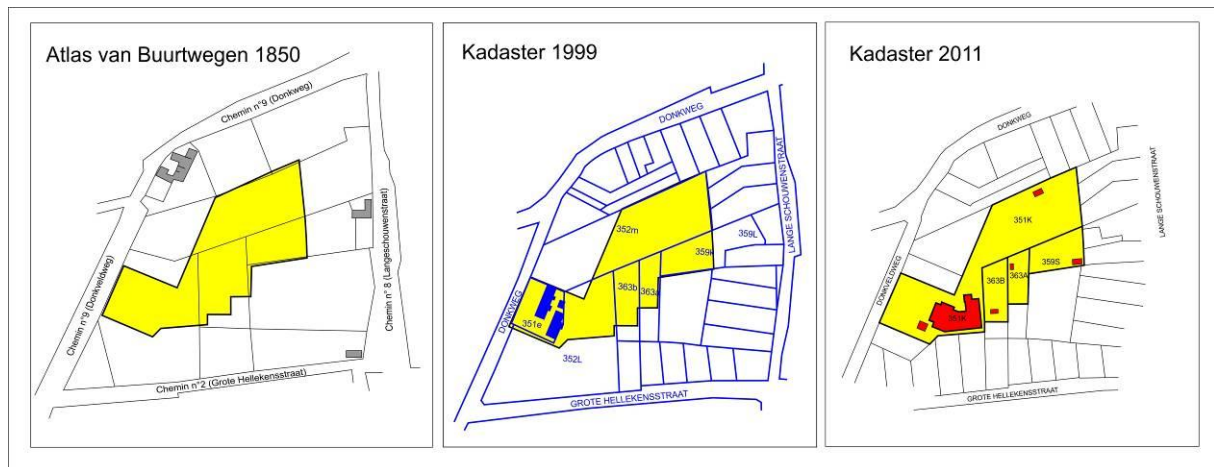 Atlas van Buurtwegen 1850
Chemin n°9 (Donkweg)
Chemin n°9 (Donkveldweg)
Chemin n° 8 (Langeschouwenstraat)
Chemin n°2 (Grote Hellekensstraat)
Kadaster 1999
DONKWEG
LANGE SCHOUWENSTRAAT
352m
359L
359K
363b
363a
DONKWEG
351e
352L
GROTE HELLEKENSSTRAAT
Kadaster 2011
DONKWEG
LANGE SCHOUWENSTRAAT
351K
359S
363A
363B
DONKVELDWEG
GROTE HELLEKENSSTRAAT